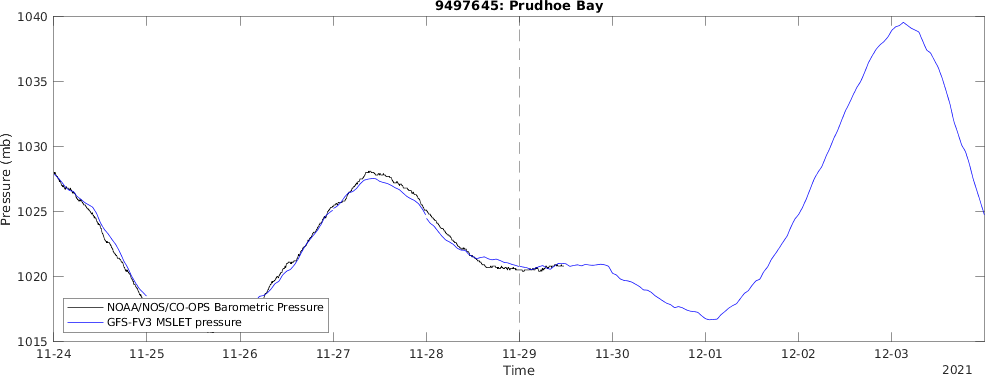 9497645: Prudhoe Bay
1040
1035
1030
1025
1020
1015
Pressure (mb)
NOAA/NOS/CO-OPS Barometric Pressure
GFS-FV3 MSLET pressure
11-24 11-25 11-26 11-27 11-28 11-29 11-30 12-01 12-02 12-03
Time
2021